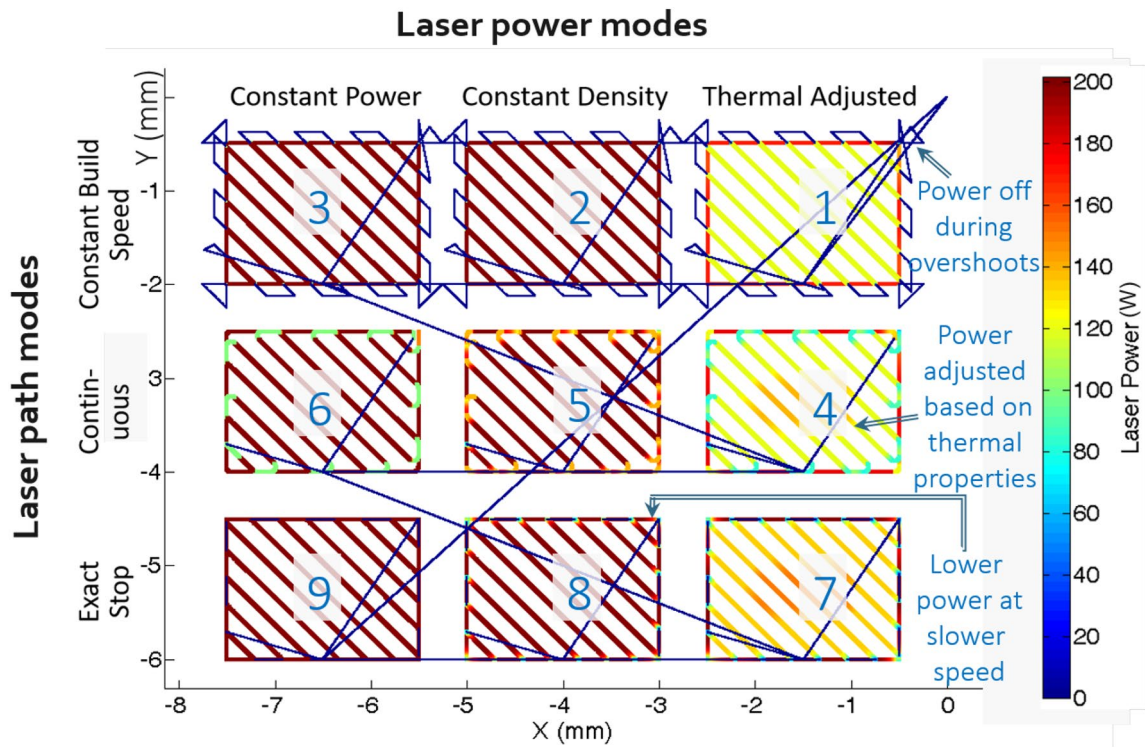 Laser power modes
Constant Power
Constant Density
Thermal Adjusted
Laser path modes
Constant Build
Speed
Contin-
uous
Exact
Stop
Y (mm)
-1
-2
3
-4
-5
-6
3
2
1
6
5
4
9
8
7
Power off
during
overshoots
Power
adjusted
based on
thermal
properties
Lower
power at
slower
speed
-8
-7
-6
-5
-4
-3
-2
-1
0
X (mm)
200
180
160
140
120
100
80
60
40
20
0
Laser Power (W)